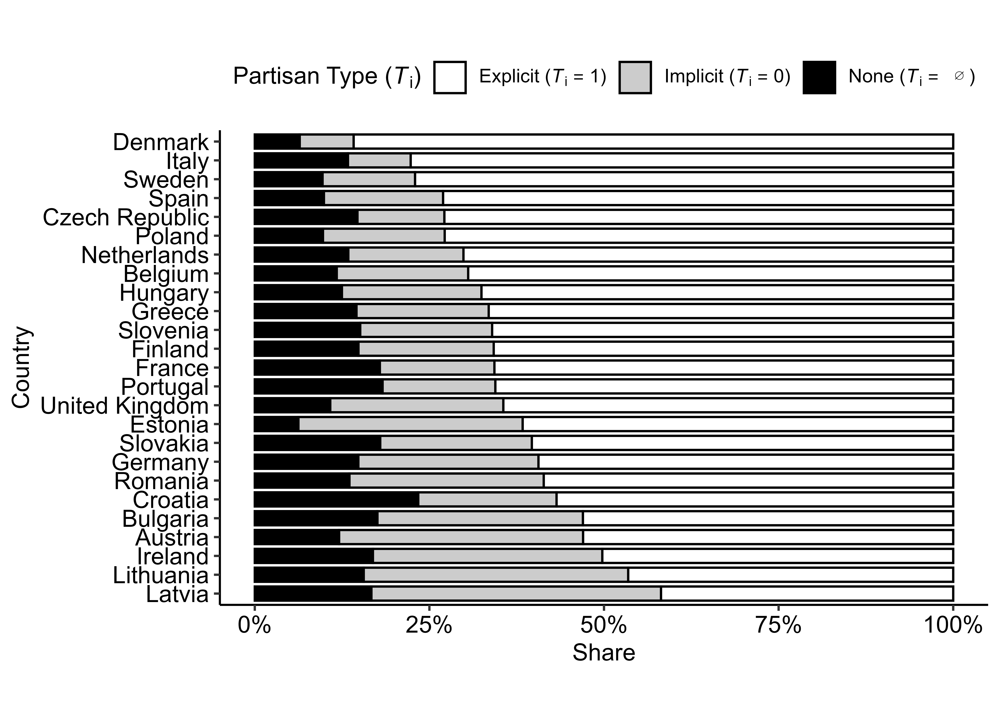 Partisan Type (Ti) Explicit (Ti = 1) Implicit (Ti = 0) None (Ti = ∅)
Denmark
Italy
Sweden
Spain
Czech Republic
Poland
Netherlands
Belgium
Hungary
Greece
Slovenia
Finland
France
Portugal
United Kingdom
Estonia
Slovakia
Germany
Romania
Croatia
Bulgaria
Austria
Ireland
Lithuania
Latvia
Country
0% 25% 50% 75% 100%
Share